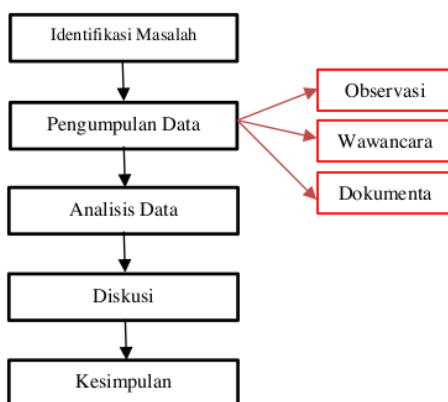 Identifikasi Masalah
Pengumpulan Data
Observasi
Wawancara
Dokumenta
Analisis Data
Diskusi
Kesimpulan